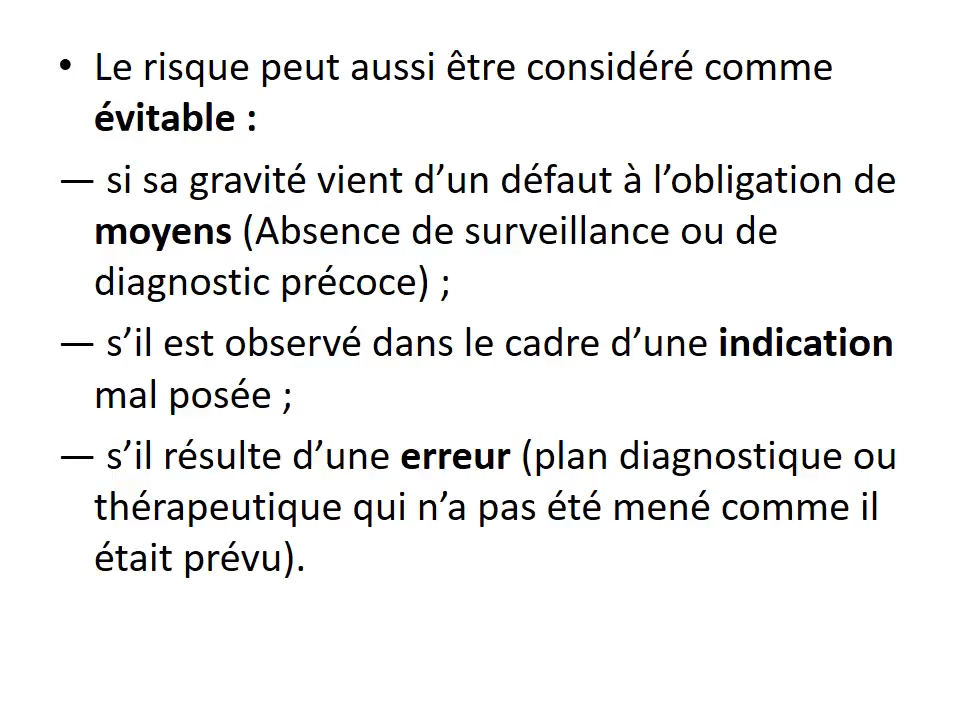 • Le risque peut aussi être considéré comme
évitable :
— si sa gravité vient d’un défaut à l’obligation de
moyens (Absence de surveillance ou de
diagnostic précoce) ;
— s’il est observé dans le cadre d’une indication
mal posée ;
— s’il résulte d’une erreur (plan diagnostique ou
thérapeutique qui n’a pas été mené comme il
était prévu).